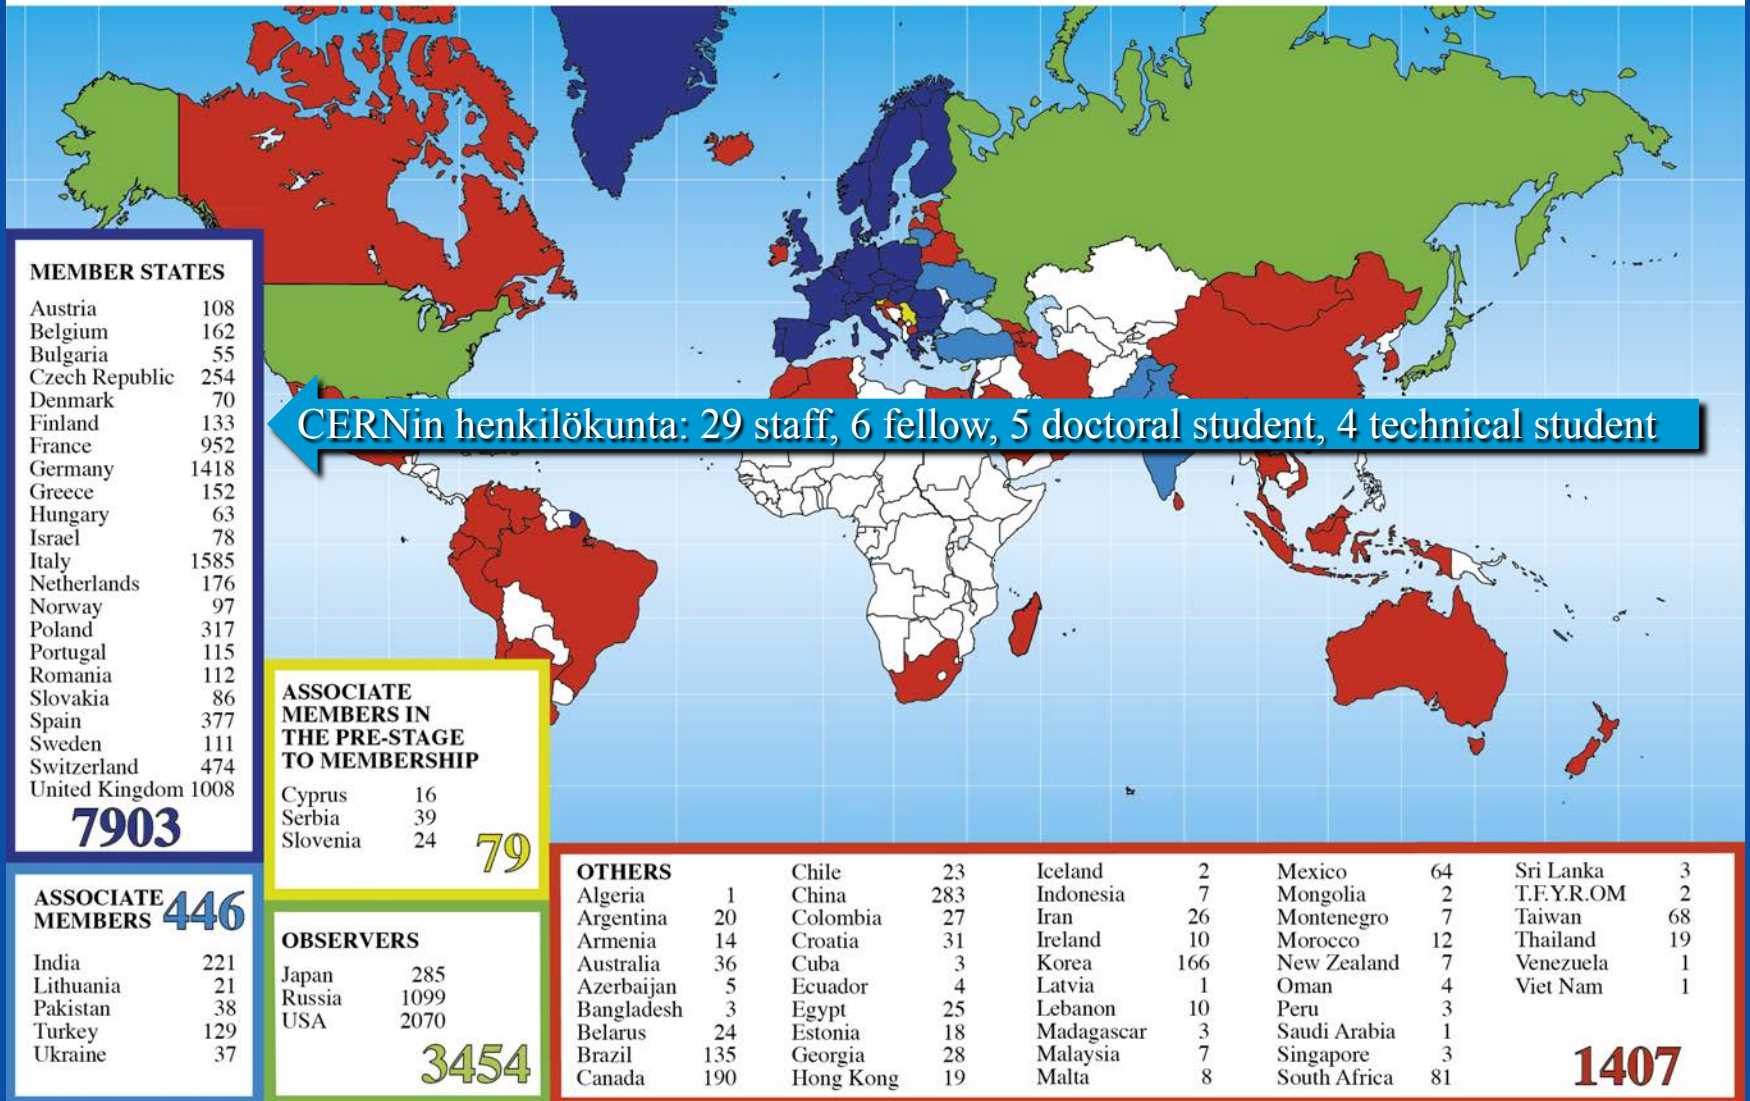 MEMBER STATES
Austria 108
Belgium 162
Bulgaria 55
Czech Republic 254
Denmark 70
Finland 133
France 952
Germany 1418
Greece 152
Hungary 63
Israel 78
Italy 1585
Netherlands 176
Norway 97
Poland 317
Portugal 115
Romania 112
Slovakia 86
Spain 377
Sweden 111
Switzerland 474
United Kingdom 1008
7903
CERNin henkilökunta: 29 staff, 6 fellow, 5 doctoral student, 4 technical student
ASSOCIATE
MEMBERS IN
THE PRE-STAGE
TO MEMBERSHIP
Cyprus 16
Serbia 39
Slovenia 24
79
ASSOCIATE
MEMBERS
446
India 221
Lithuania 21
Pakistan 38
Turkey 129
Ukraine 37
OBSERVERS
Japan 285
Russia 1099
USA 2070
3454
OTHERS
Algeria 1
Argentina 20
Armenia 14
Australia 36
Azerbaijan 5
Bangladesh 3
Belarus 24
Brazil 135
Canada 190
Chile 23
China 283
Colombia 27
Croatia 31
Cuba 3
Ecuador 4
Egypt 25
Estonia 18
Georgia 28
Hong Kong 19
Iceland 2
Indonesia 7
Iran 26
Ireland 10
Korea 166
Latvia 1
Lebanon 10
Madagascar 3
Malaysia 7
Malta 8
Mexico 64
Mongolia 2
Montenegro 7
Morocco 12
New Zealand 7
Oman 4
Peru 3
Saudi Arabia 1
Singapore 3
South Africa 81
Sri Lanka 3
T.F.Y.R.OM 2
Taiwan 68
Thailand 19
Venezuela 1
Viet Nam 1
1407